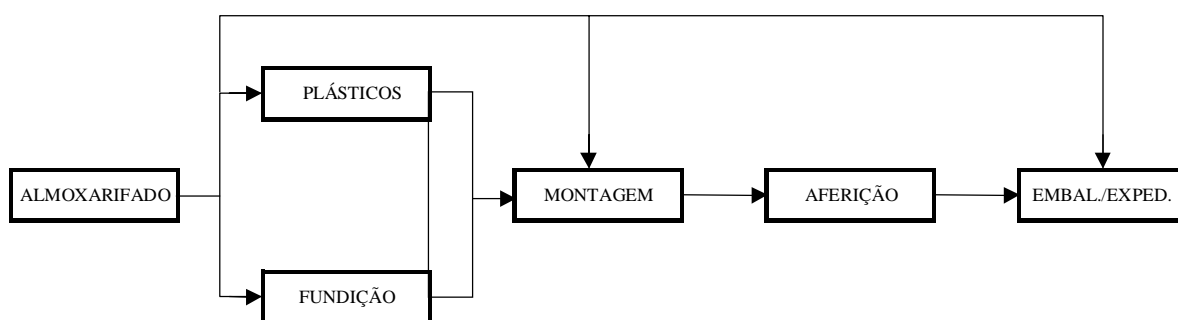 PLÁSTICOS
ALMOXARIFADO
MONTAGEM
AFERIÇÃO
EMBAL./EXPED.
FUNDIÇÃO